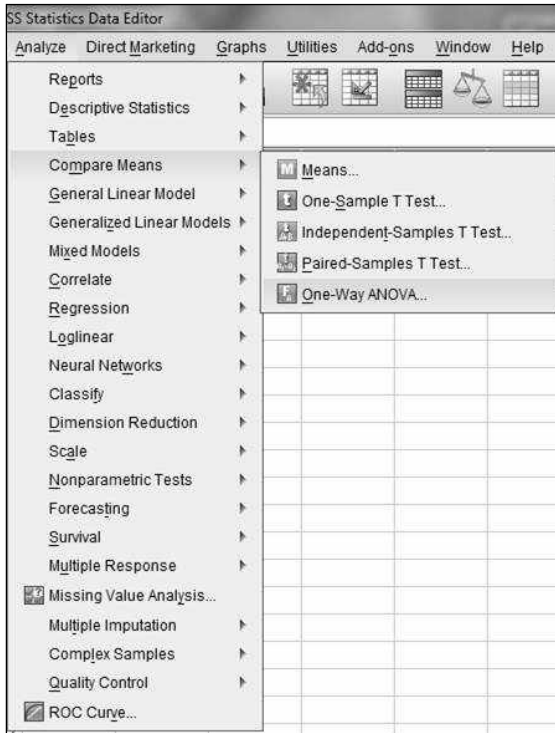 SS Statistics Data Editor
Analyze Direct Marketing Graphs Utilities Add-ons Window Help
Reports
Descriptive Statistics
Tables
Compare Means
General Linear Model
Generalized Linear Models
Mixed Models
Correlate
Regression
Loglinear
Neural Networks
Classify
Dimension Reduction
Scale
Nonparametric Tests
Forecasting
Survival
Multiple Response
Missing Value Analysis...
Multiple Imputation
Complex Samples
Quality Control
ROC Curve...
M Means...
t One-Sample T Test...
Independent-Samples T Test...
Paired-Samples T Test...
One-Way ANOVA...